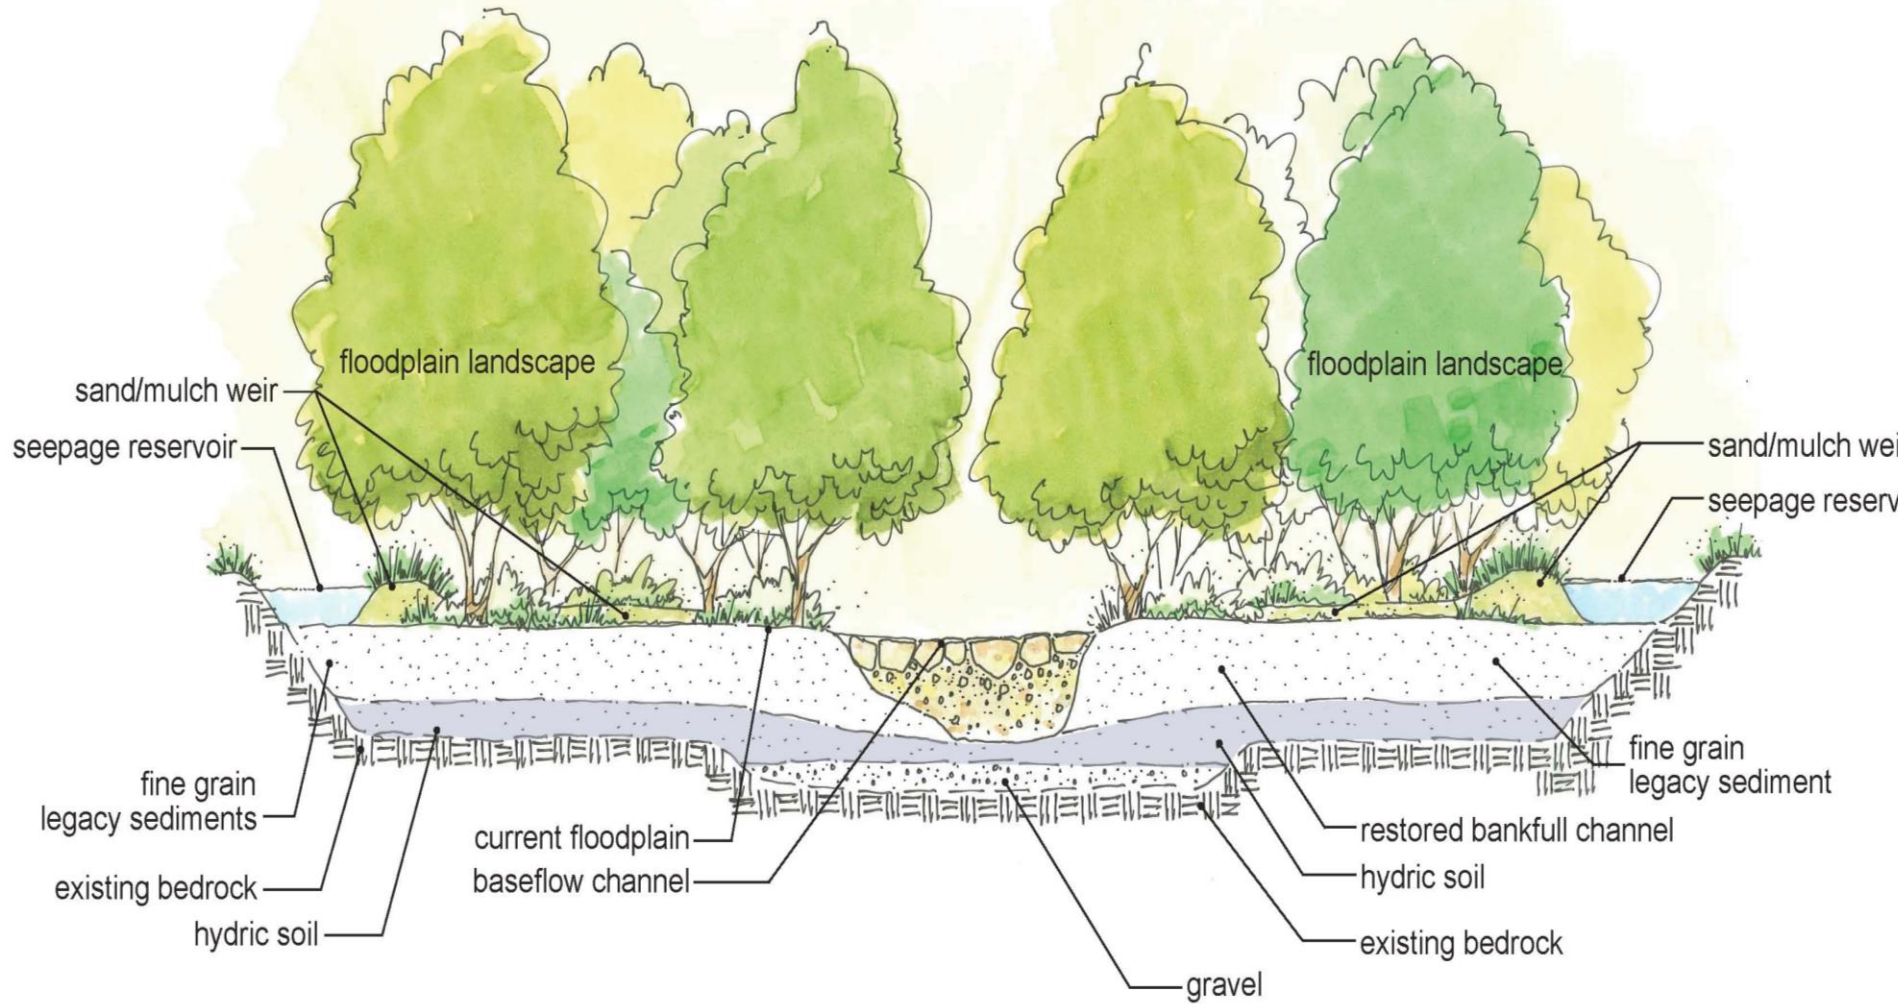 floodplain landscape
floodplain landscape
sand/mulch weir
seepage reservoir
sand/mulch wei
seepage reserv
fine grain
legacy sediments
existing bedrock
hydric soil
current floodplain
baseflow channel
fine grain
legacy sediment
restored bankfull channel
hydric soil
existing bedrock
gravel